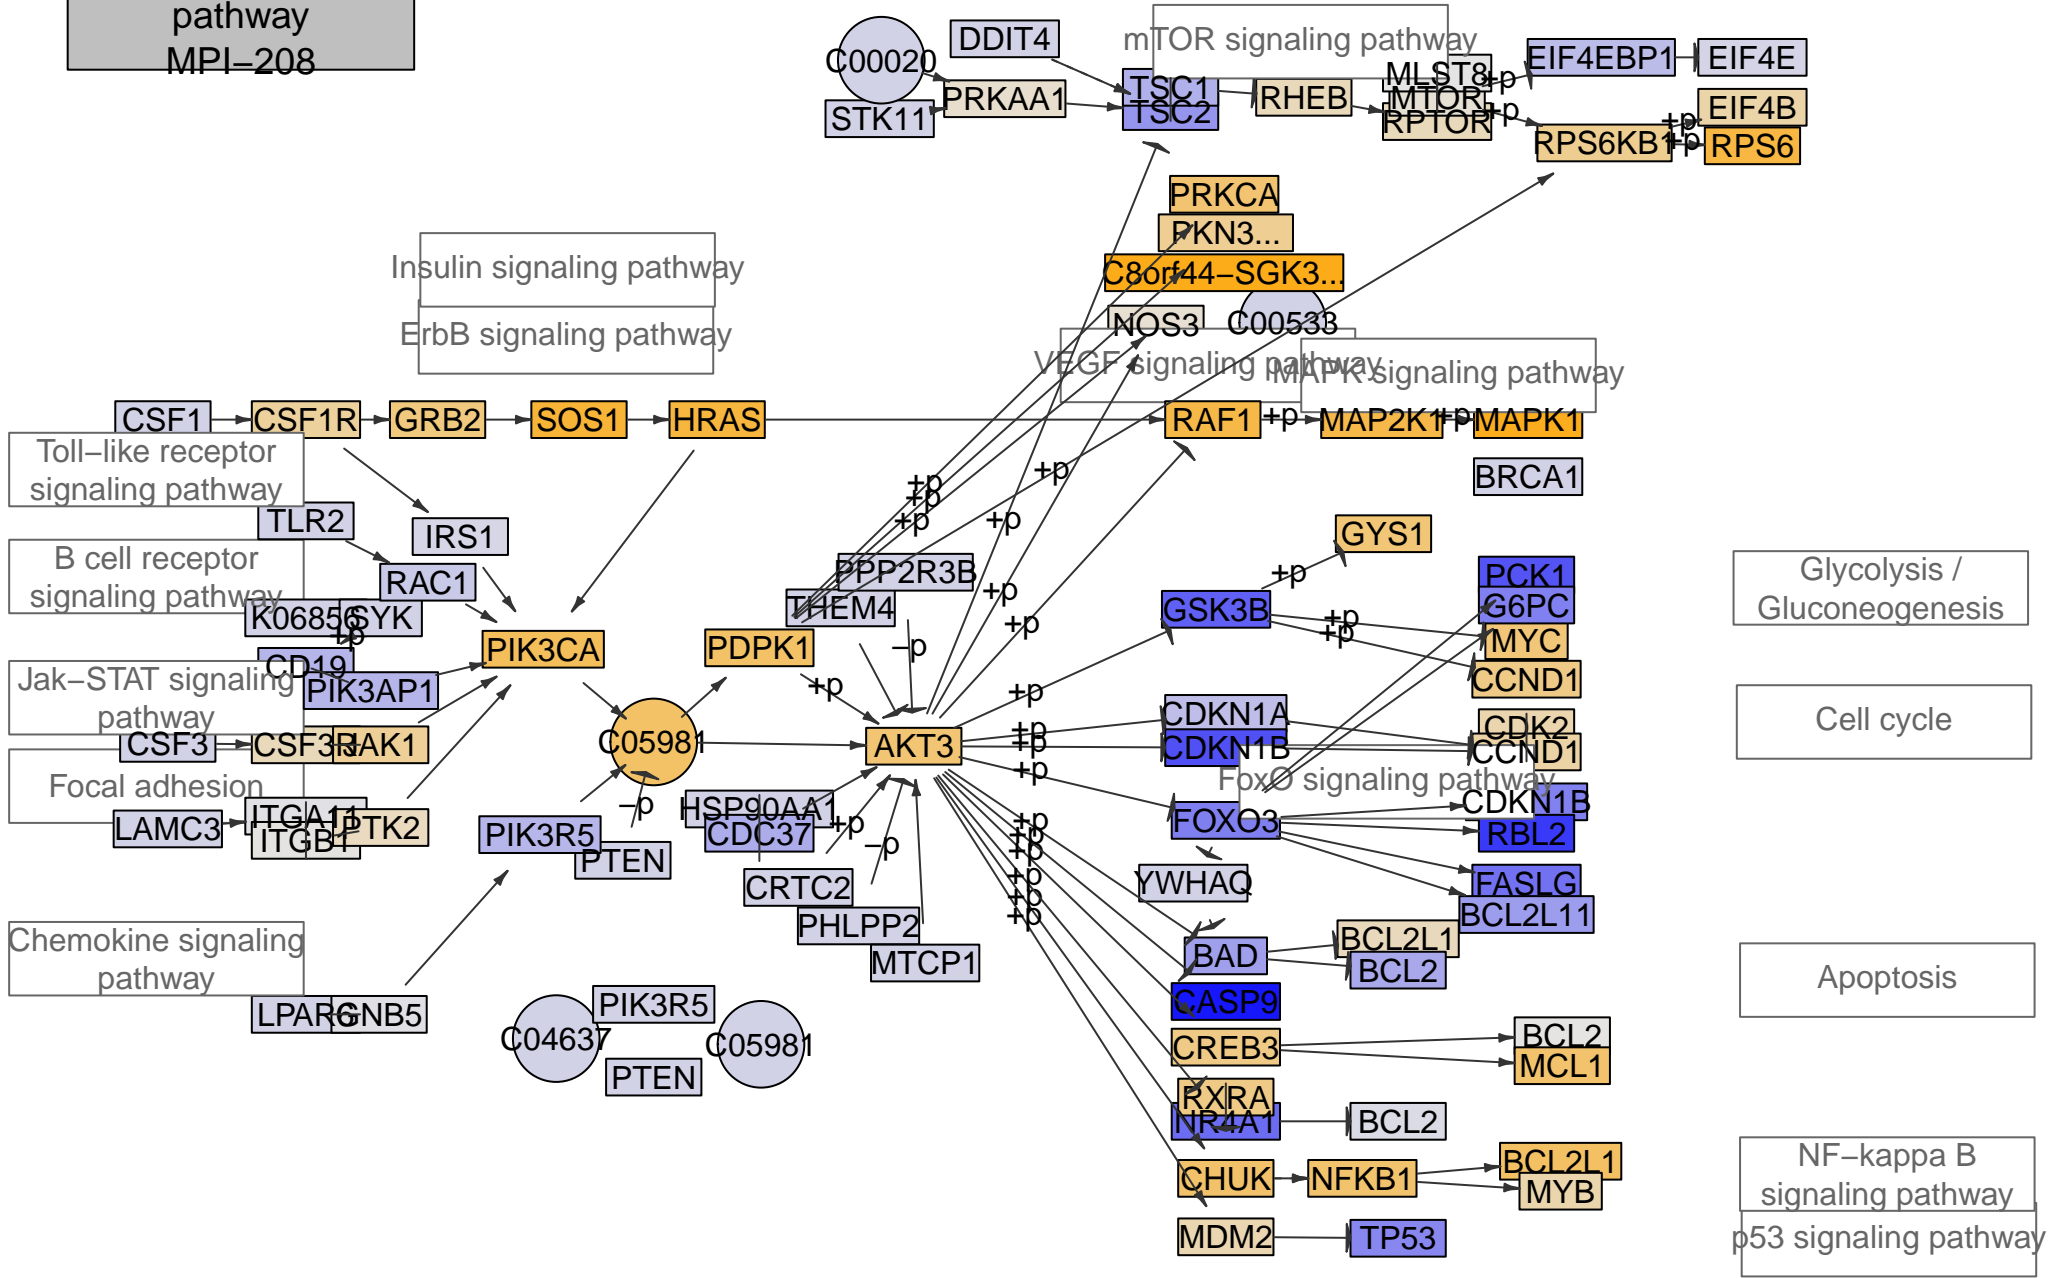 pathway
MPI−208
C00020
DDIT4
STK11
PRKAA1
TSC1
TSC2
mTOR signaling pathway
RHEB
MLST8
MTOR
RPTOR
+p
+p
EIF4EBP1
EIF4E
EIF4B
RPS6KB1
+p
+p
RPS6
PRKCA
PKN3...
C8orf44−SGK3...
NOS3
C00533
Insulin signaling pathway
ErbB signaling pathway
VEGF signaling pathway
MAPK signaling pathway
CSF1
CSF1R
GRB2
SOS1
HRAS
RAF1
+p
MAP2K1
+p
MAPK1
BRCA1
Toll−like receptor
signaling pathway
TLR2
IRS1
+p
+p
+p
+p
+p
GYS1
B cell receptor
signaling pathway
RAC1
K06856
SYK
+p
CD19
PIK3AP1
PIK3CA
PPP2R3B
THEM4
PDPK1
−p
+p
+p
+p
GSK3B
+p
+p
+p
PCK1
G6PC
MYC
CCND1
Glycolysis /
Gluconeogenesis
Jak−STAT signaling
pathway
CSF3
CSF3R
JAK1
C05981
+p
AKT3
+p
+p
+p
+p
CDKN1A
CDKN1B
CDK2
CCND1
Cell cycle
FoxO signaling pathway
Focal adhesion
LAMC3
ITGA11
ITGB1
PTK2
PIK3R5
−p
PTEN
HSP90AA1
CDC37
+p
−p
CRTC2
PHLPP2
MTCP1
+p
+p
+p
+p
+p
+p
FOXO3
YWHAQ
CDKN1B
RBL2
FASLG
BCL2L11
BAD
BCL2L1
BCL2
CASP9
Apoptosis
Chemokine signaling
pathway
LPAR6
GNB5
C04637
PIK3R5
PTEN
C05981
CREB3
BCL2
MCL1
RXRA
NR4A1
BCL2
CHUK
NFKB1
BCL2L1
MYB
MDM2
TP53
NF−kappa B
signaling pathway
p53 signaling pathway